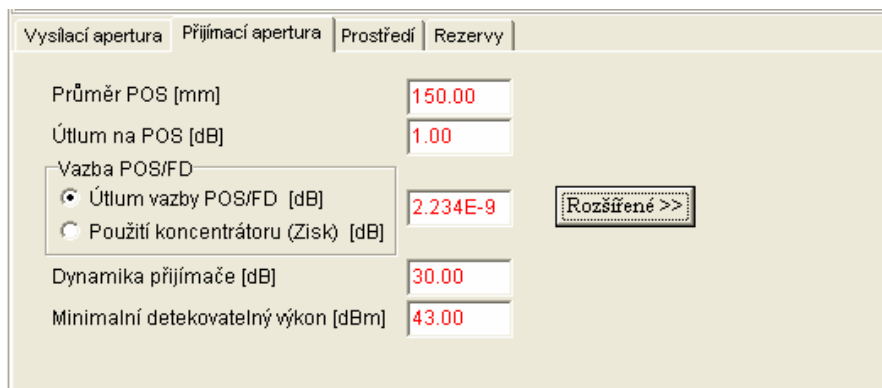 Vysílací apertura Přijímací apertura Prostředí Rezervy
Průměr POS [mm] 150.00
Útlum na POS [dB] 1.00
Vazba POS/FD
Útlum vazby POS/FD [dB] 2.234E-9 Rozšířené >>
Použití koncentrátoru (Zisk) [dB]
Dynamika přijímače [dB] 30.00
Minimalní detekovatelný výkon [dBm] 43.00